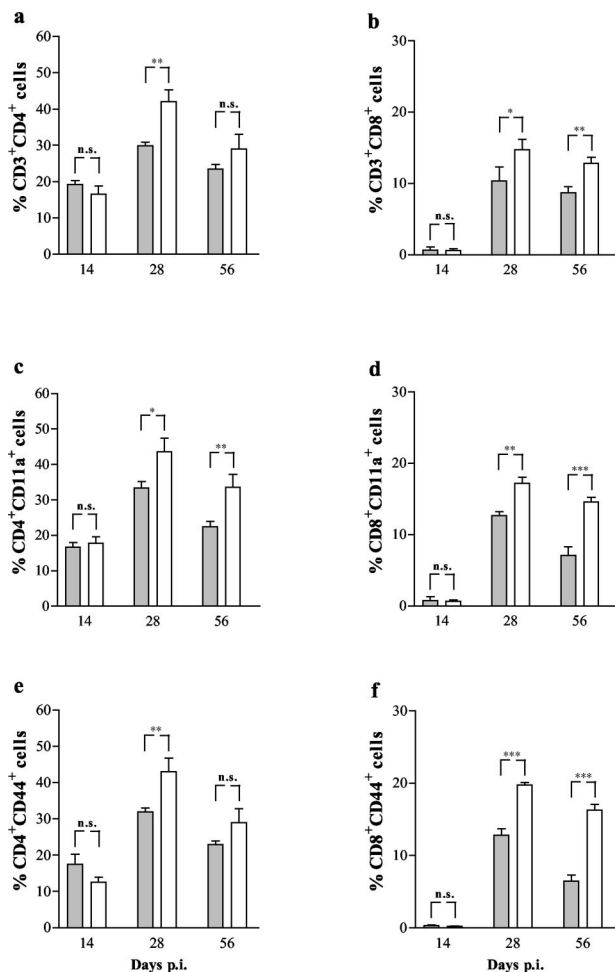 a
% CD3⁺CD4⁺ cells
60
50
40
30
20
10
0
n.s.
**
n.s.
14 28 56
b
% CD3⁺CD8⁺ cells
30
20
10
0
n.s.
*
**
14 28 56
c
% CD4⁺CD11a⁺ cells
60
50
40
30
20
10
0
n.s.
*
**
14 28 56
d
% CD8⁺CD11a⁺ cells
30
20
10
0
n.s.
**
***
14 28 56
e
% CD4⁺CD44⁺ cells
60
50
40
30
20
10
0
n.s.
**
n.s.
14 28 56
Days p.i.
f
% CD8⁺CD44⁺ cells
30
20
10
0
n.s.
***
***
14 28 56
Days p.i.